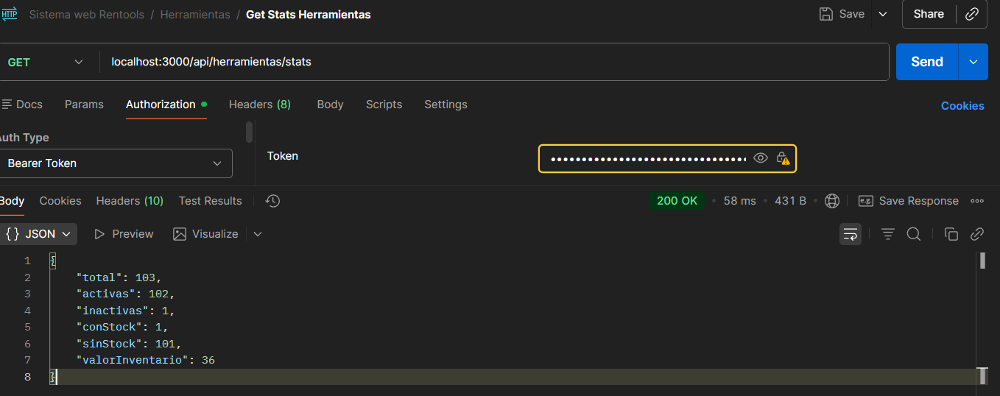 HTTP Sistema web Rentools / Herramientas / Get Stats Herramientas Save Share
GET localhost:3000/api/herramientas/stats Send
Docs Params Authorization Headers (8) Body Scripts Settings Cookies
Auth Type
Bearer Token
Token
Body Cookies Headers (10) Test Results 200 OK • 58 ms • 431 B • e.g. Save Response
{} JSON Preview Visualize
1 {
2 "total": 103,
3 "activas": 102,
4 "inactivas": 1,
5 "conStock": 1,
6 "sinStock": 101,
7 "valorInventario": 36
8 }